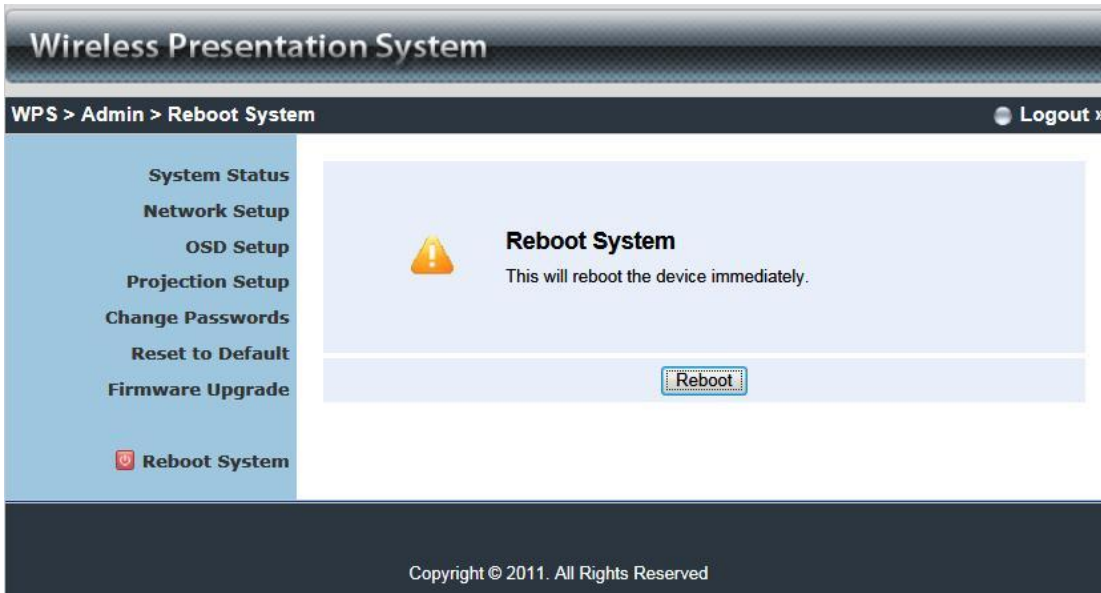 Wireless Presentation System
WPS > Admin > Reboot System
Logout »
System Status
Network Setup
OSD Setup
Projection Setup
Change Passwords
Reset to Default
Firmware Upgrade
Reboot System
Reboot System
This will reboot the device immediately.
Reboot
Copyright © 2011. All Rights Reserved